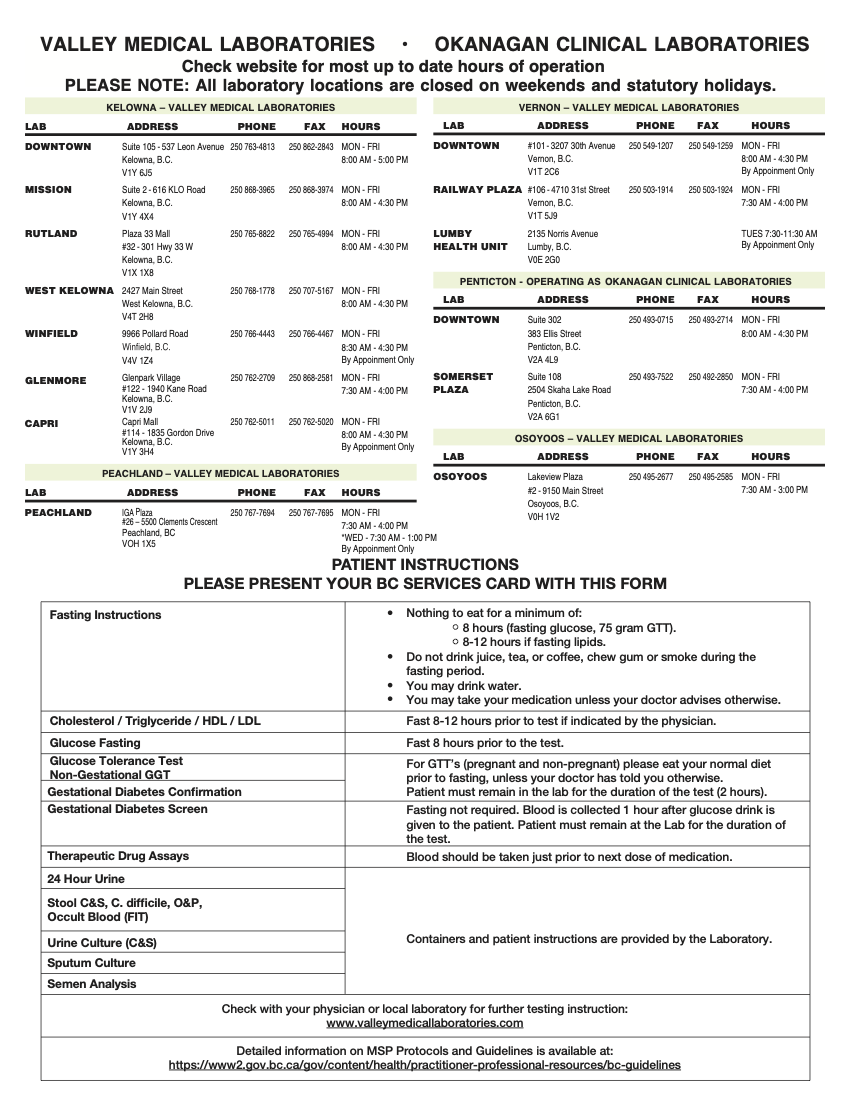 VALLEY MEDICAL LABORATORIES • OKANAGAN CLINICAL LABORATORIES
Check website for most up to date hours of operation
PLEASE NOTE: All laboratory locations are closed on weekends and statutory holidays.
KELOWNA – VALLEY MEDICAL LABORATORIES
LAB ADDRESS PHONE FAX HOURS
DOWNTOWN Suite 105 - 537 Leon Avenue 250 763-4813 250 862-2843 MON - FRI
Kelowna, B.C. 8:00 AM - 5:00 PM
V1Y 6J5
MISSION Suite 2 - 616 KLO Road 250 868-3965 250 868-3974 MON - FRI
Kelowna, B.C. 8:00 AM - 4:30 PM
V1Y 4X4
RUTLAND Plaza 33 Mall 250 765-8822 250 765-4994 MON - FRI
#32 - 301 Hwy 33 W 8:00 AM - 4:30 PM
Kelowna, B.C.
V1X 1X8
WEST KELOWNA 2427 Main Street 250 768-1778 250 707-5167 MON - FRI
West Kelowna, B.C. 8:00 AM - 4:30 PM
V4T 2H8
WINFIELD 9966 Pollard Road 250 766-4443 250 766-4467 MON - FRI
Winfield, B.C. 8:30 AM - 4:30 PM
V4V 1Z4 By Appoinment Only
GLENMORE Glenpark Village 250 762-2709 250 868-2581 MON - FRI
#122 - 1940 Kane Road 7:30 AM - 4:00 PM
Kelowna, B.C.
V1V 2J9
CAPRI Capri Mall 250 762-5011 250 762-5020 MON - FRI
#114 - 1835 Gordon Drive 8:00 AM - 4:30 PM
Kelowna, B.C. By Appoinment Only
V1Y 3H4
PEACHLAND – VALLEY MEDICAL LABORATORIES
LAB ADDRESS PHONE FAX HOURS
PEACHLAND IGA Plaza 250 767-7694 250 767-7695 MON - FRI
#26 – 5500 Clements Crescent 7:30 AM - 4:00 PM
Peachland, BC *WED - 7:30 AM - 1:00 PM
VOH 1X5 By Appoinment Only
VERNON – VALLEY MEDICAL LABORATORIES
LAB ADDRESS PHONE FAX HOURS
DOWNTOWN #101 - 3207 30th Avenue 250 549-1207 250 549-1259 MON - FRI
Vernon, B.C. 8:00 AM - 4:30 PM
V1T 2C6 By Appoinment Only
RAILWAY PLAZA #106 - 4710 31st Street 250 503-1914 250 503-1924 MON - FRI
Vernon, B.C. 7:30 AM - 4:00 PM
V1T 5J9
LUMBY 2135 Norris Avenue TUES 7:30-11:30 AM
HEALTH UNIT Lumby, B.C. By Appoinment Only
V0E 2G0
PENTICTON - OPERATING AS OKANAGAN CLINICAL LABORATORIES
LAB ADDRESS PHONE FAX HOURS
DOWNTOWN Suite 302 250 493-0715 250 493-2714 MON - FRI
383 Ellis Street 8:00 AM - 4:30 PM
Penticton, B.C.
V2A 4L9
SOMERSET Suite 108 250 493-7522 250 492-2850 MON - FRI
PLAZA 2504 Skaha Lake Road 7:30 AM - 4:00 PM
Penticton, B.C.
V2A 6G1
OSOYOOS – VALLEY MEDICAL LABORATORIES
LAB ADDRESS PHONE FAX HOURS
OSOYOOS Lakeview Plaza 250 495-2677 250 495-2585 MON - FRI
#2 - 9150 Main Street 7:30 AM - 3:00 PM
Osoyoos, B.C.
V0H 1V2
PATIENT INSTRUCTIONS
PLEASE PRESENT YOUR BC SERVICES CARD WITH THIS FORM
Fasting Instructions
• Nothing to eat for a minimum of:
○ 8 hours (fasting glucose, 75 gram GTT).
○ 8-12 hours if fasting lipids.
• Do not drink juice, tea, or coffee, chew gum or smoke during the
fasting period.
• You may drink water.
• You may take your medication unless your doctor advises otherwise.
Cholesterol / Triglyceride / HDL / LDL Fast 8-12 hours prior to test if indicated by the physician.
Glucose Fasting Fast 8 hours prior to the test.
Glucose Tolerance Test
Non-Gestational GGT
Gestational Diabetes Confirmation
For GTT's (pregnant and non-pregnant) please eat your normal diet
prior to fasting, unless your doctor has told you otherwise.
Patient must remain in the lab for the duration of the test (2 hours).
Gestational Diabetes Screen Fasting not required. Blood is collected 1 hour after glucose drink is
given to the patient. Patient must remain at the Lab for the duration of
the test.
Therapeutic Drug Assays Blood should be taken just prior to next dose of medication.
24 Hour Urine
Stool C&S, C. difficile, O&P,
Occult Blood (FIT)
Urine Culture (C&S)
Sputum Culture
Semen Analysis
Containers and patient instructions are provided by the Laboratory.
Check with your physician or local laboratory for further testing instruction:
www.valleymedicallaboratories.com
Detailed information on MSP Protocols and Guidelines is available at:
https://www2.gov.bc.ca/gov/content/health/practitioner-professional-resources/bc-guidelines